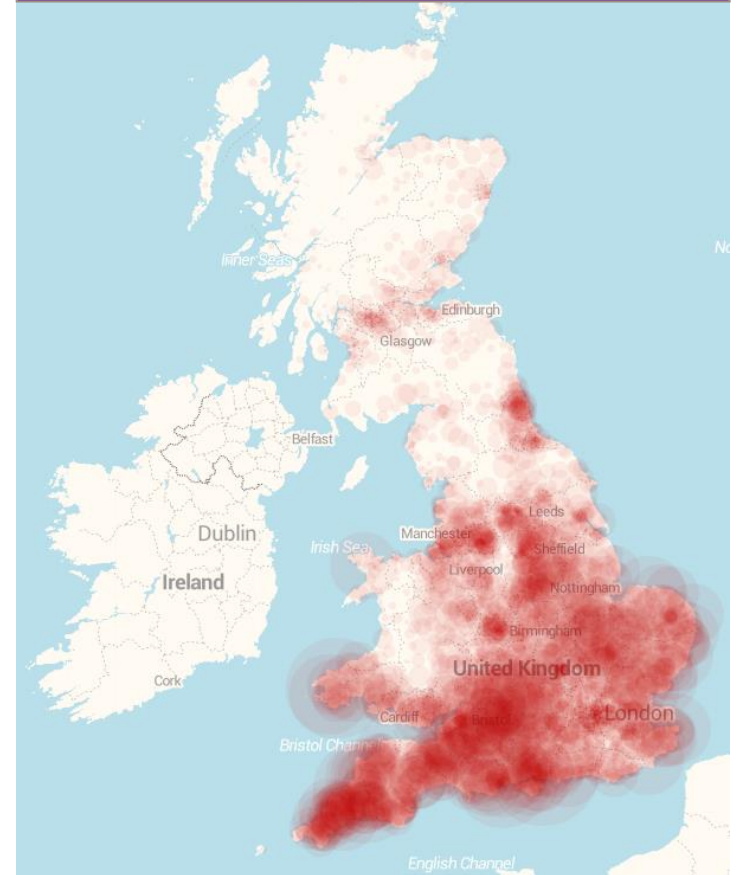 No
Inner Seas
Edinburgh
Glasgow
Belfast
Leeds
Dublin
Manchester
Irish Sea
Sheffield
Liverpool
Ireland
Nottingham
Birmingham
United Kingdom
Cork
Cardiff
Bristol
London
Bristol Channel
English Channel